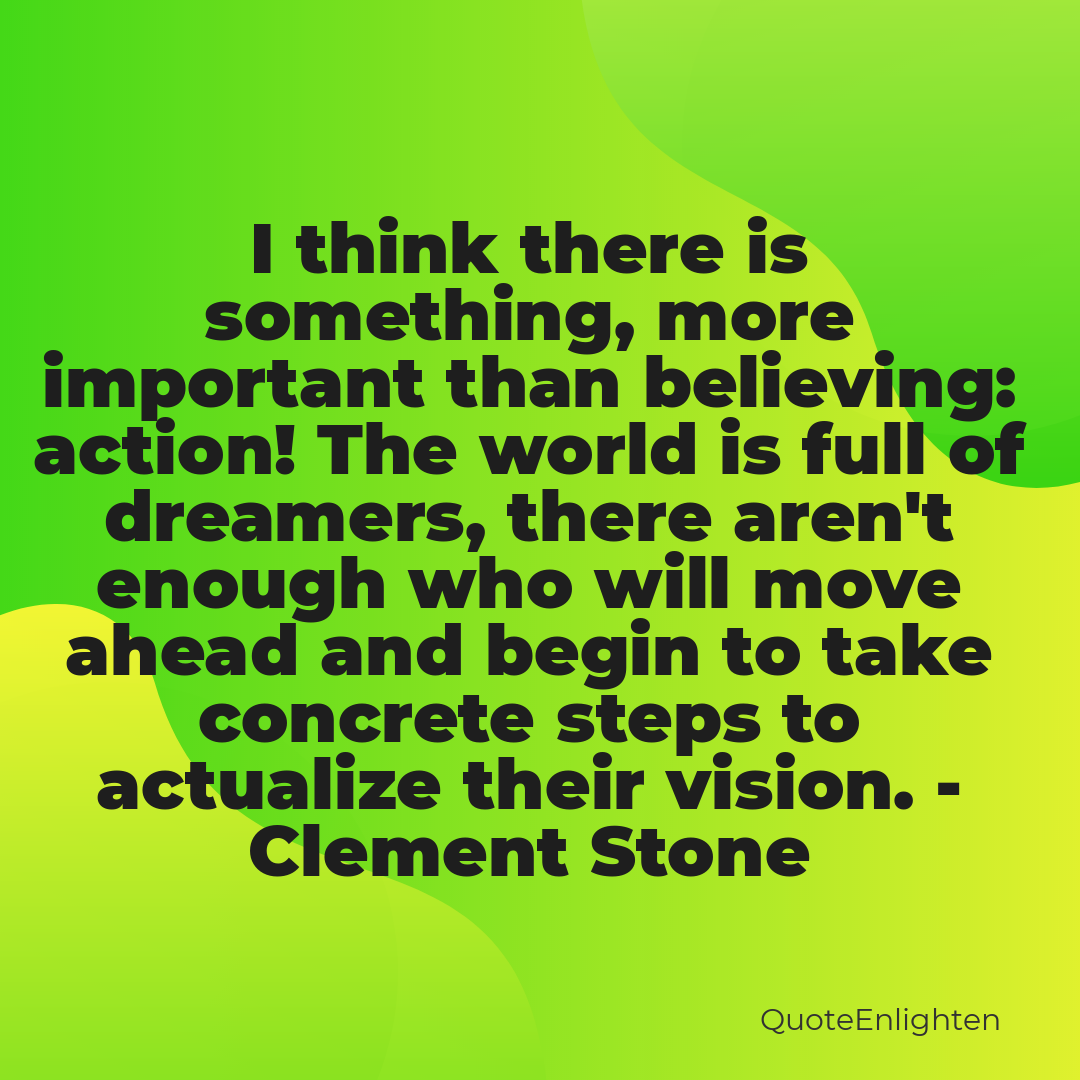 I think there is
something, more
important than believing:
action! The world is full of
dreamers, there aren't
enough who will move
ahead and begin to take
concrete steps to
actualize their vision. -
Clement Stone
QuoteEnlighten